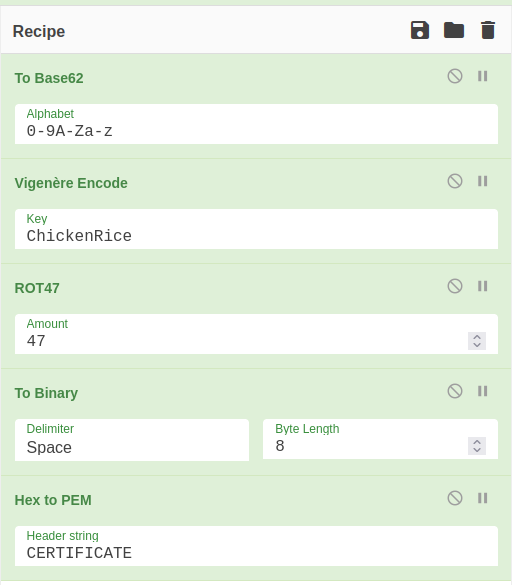 Recipe
To Base62
Alphabet
0-9A-Za-z
Vigenère Encode
Key
ChickenRice
ROT47
Amount
47
To Binary
Delimiter
Space
Byte Length
8
Hex to PEM
Header string
CERTIFICATE